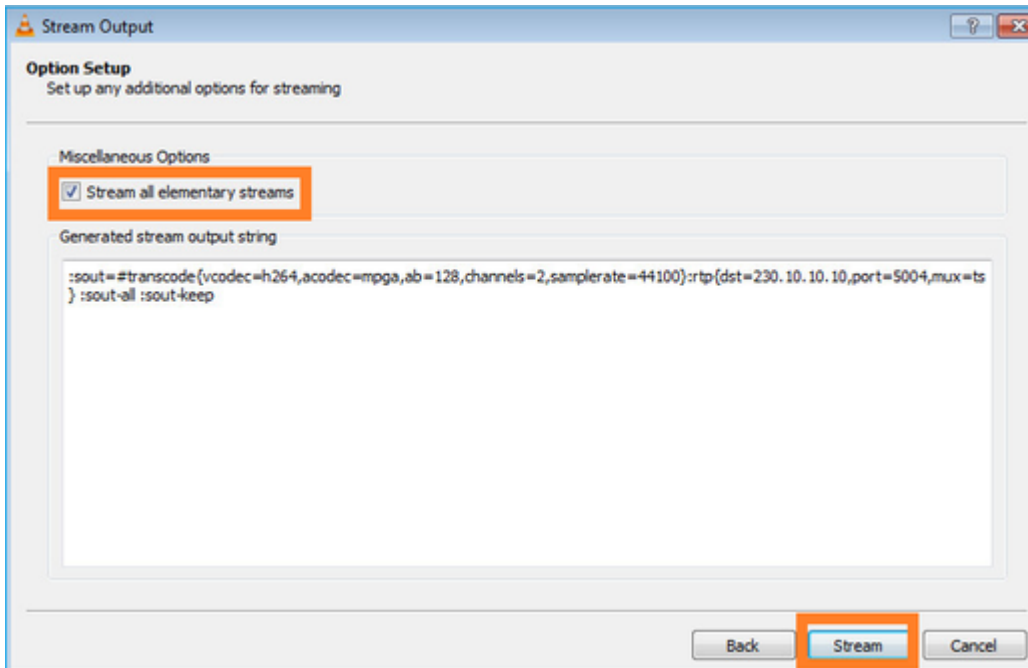 Stream Output
Option Setup
Set up any additional options for streaming
Miscellaneous Options
Stream all elementary streams
Generated stream output string
:sout=#transcode{vcodec=h264,acodec=mpga,ab=128,channels=2,samplerate=44100}:rtp{dst=230.10.10.10,port=5004,mux=ts
} :sout-all :sout-keep
Back Stream Cancel